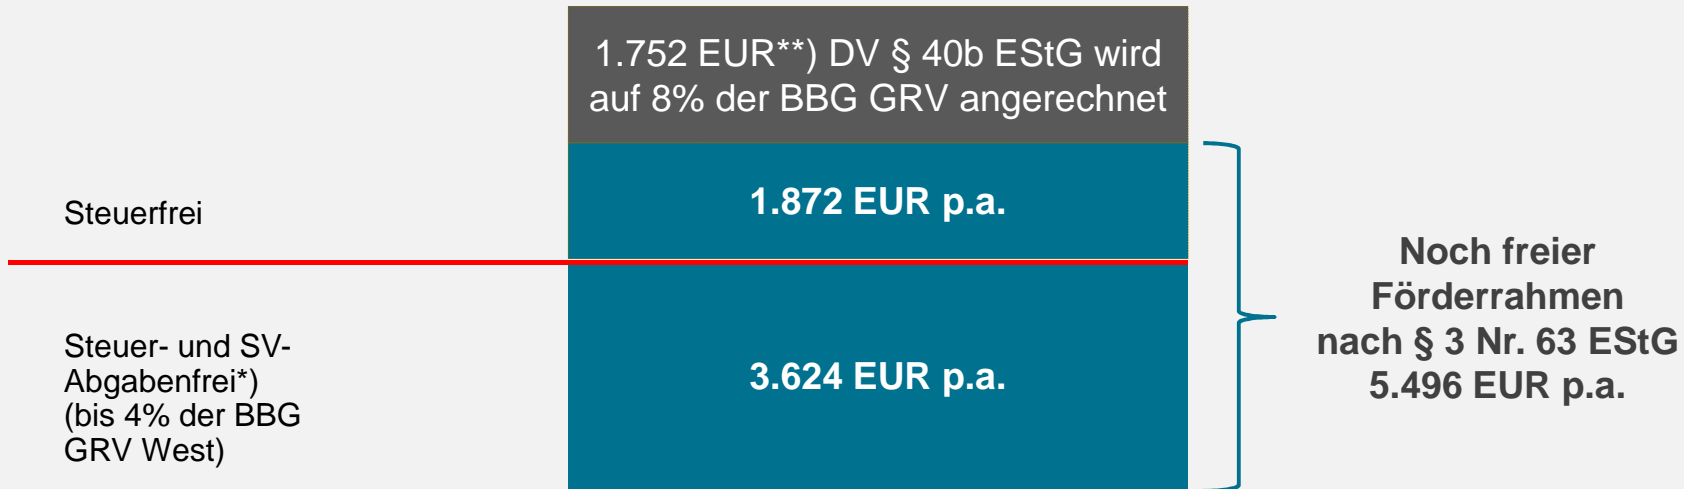 1.752 EUR**) DV § 40b EStG wird
auf 8% der BBG GRV angerechnet
Steuerfrei
1.872 EUR p.a.
Steuer- und SV-
Abgabenfrei*)
(bis 4% der BBG
GRV West)
3.624 EUR p.a.
Noch freier
Förderrahmen
nach § 3 Nr. 63 EStG
5.496 EUR p.a.